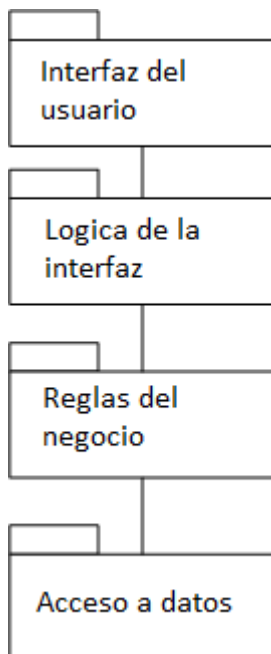 Interfaz del
usuario
Logica de la
interfaz
Reglas del
negocio
Acceso a datos